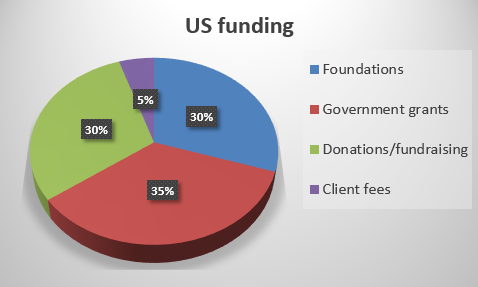 US funding
Foundations
Government grants
Donations/fundraising
Client fees
5%
30%
30%
35%